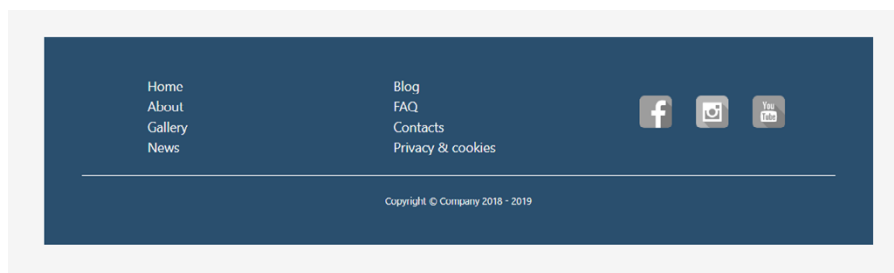 Home
About
Gallery
News
Blog
FAQ
Contacts
Privacy & cookies
You
Tube
Copyright © Company 2018 - 2019